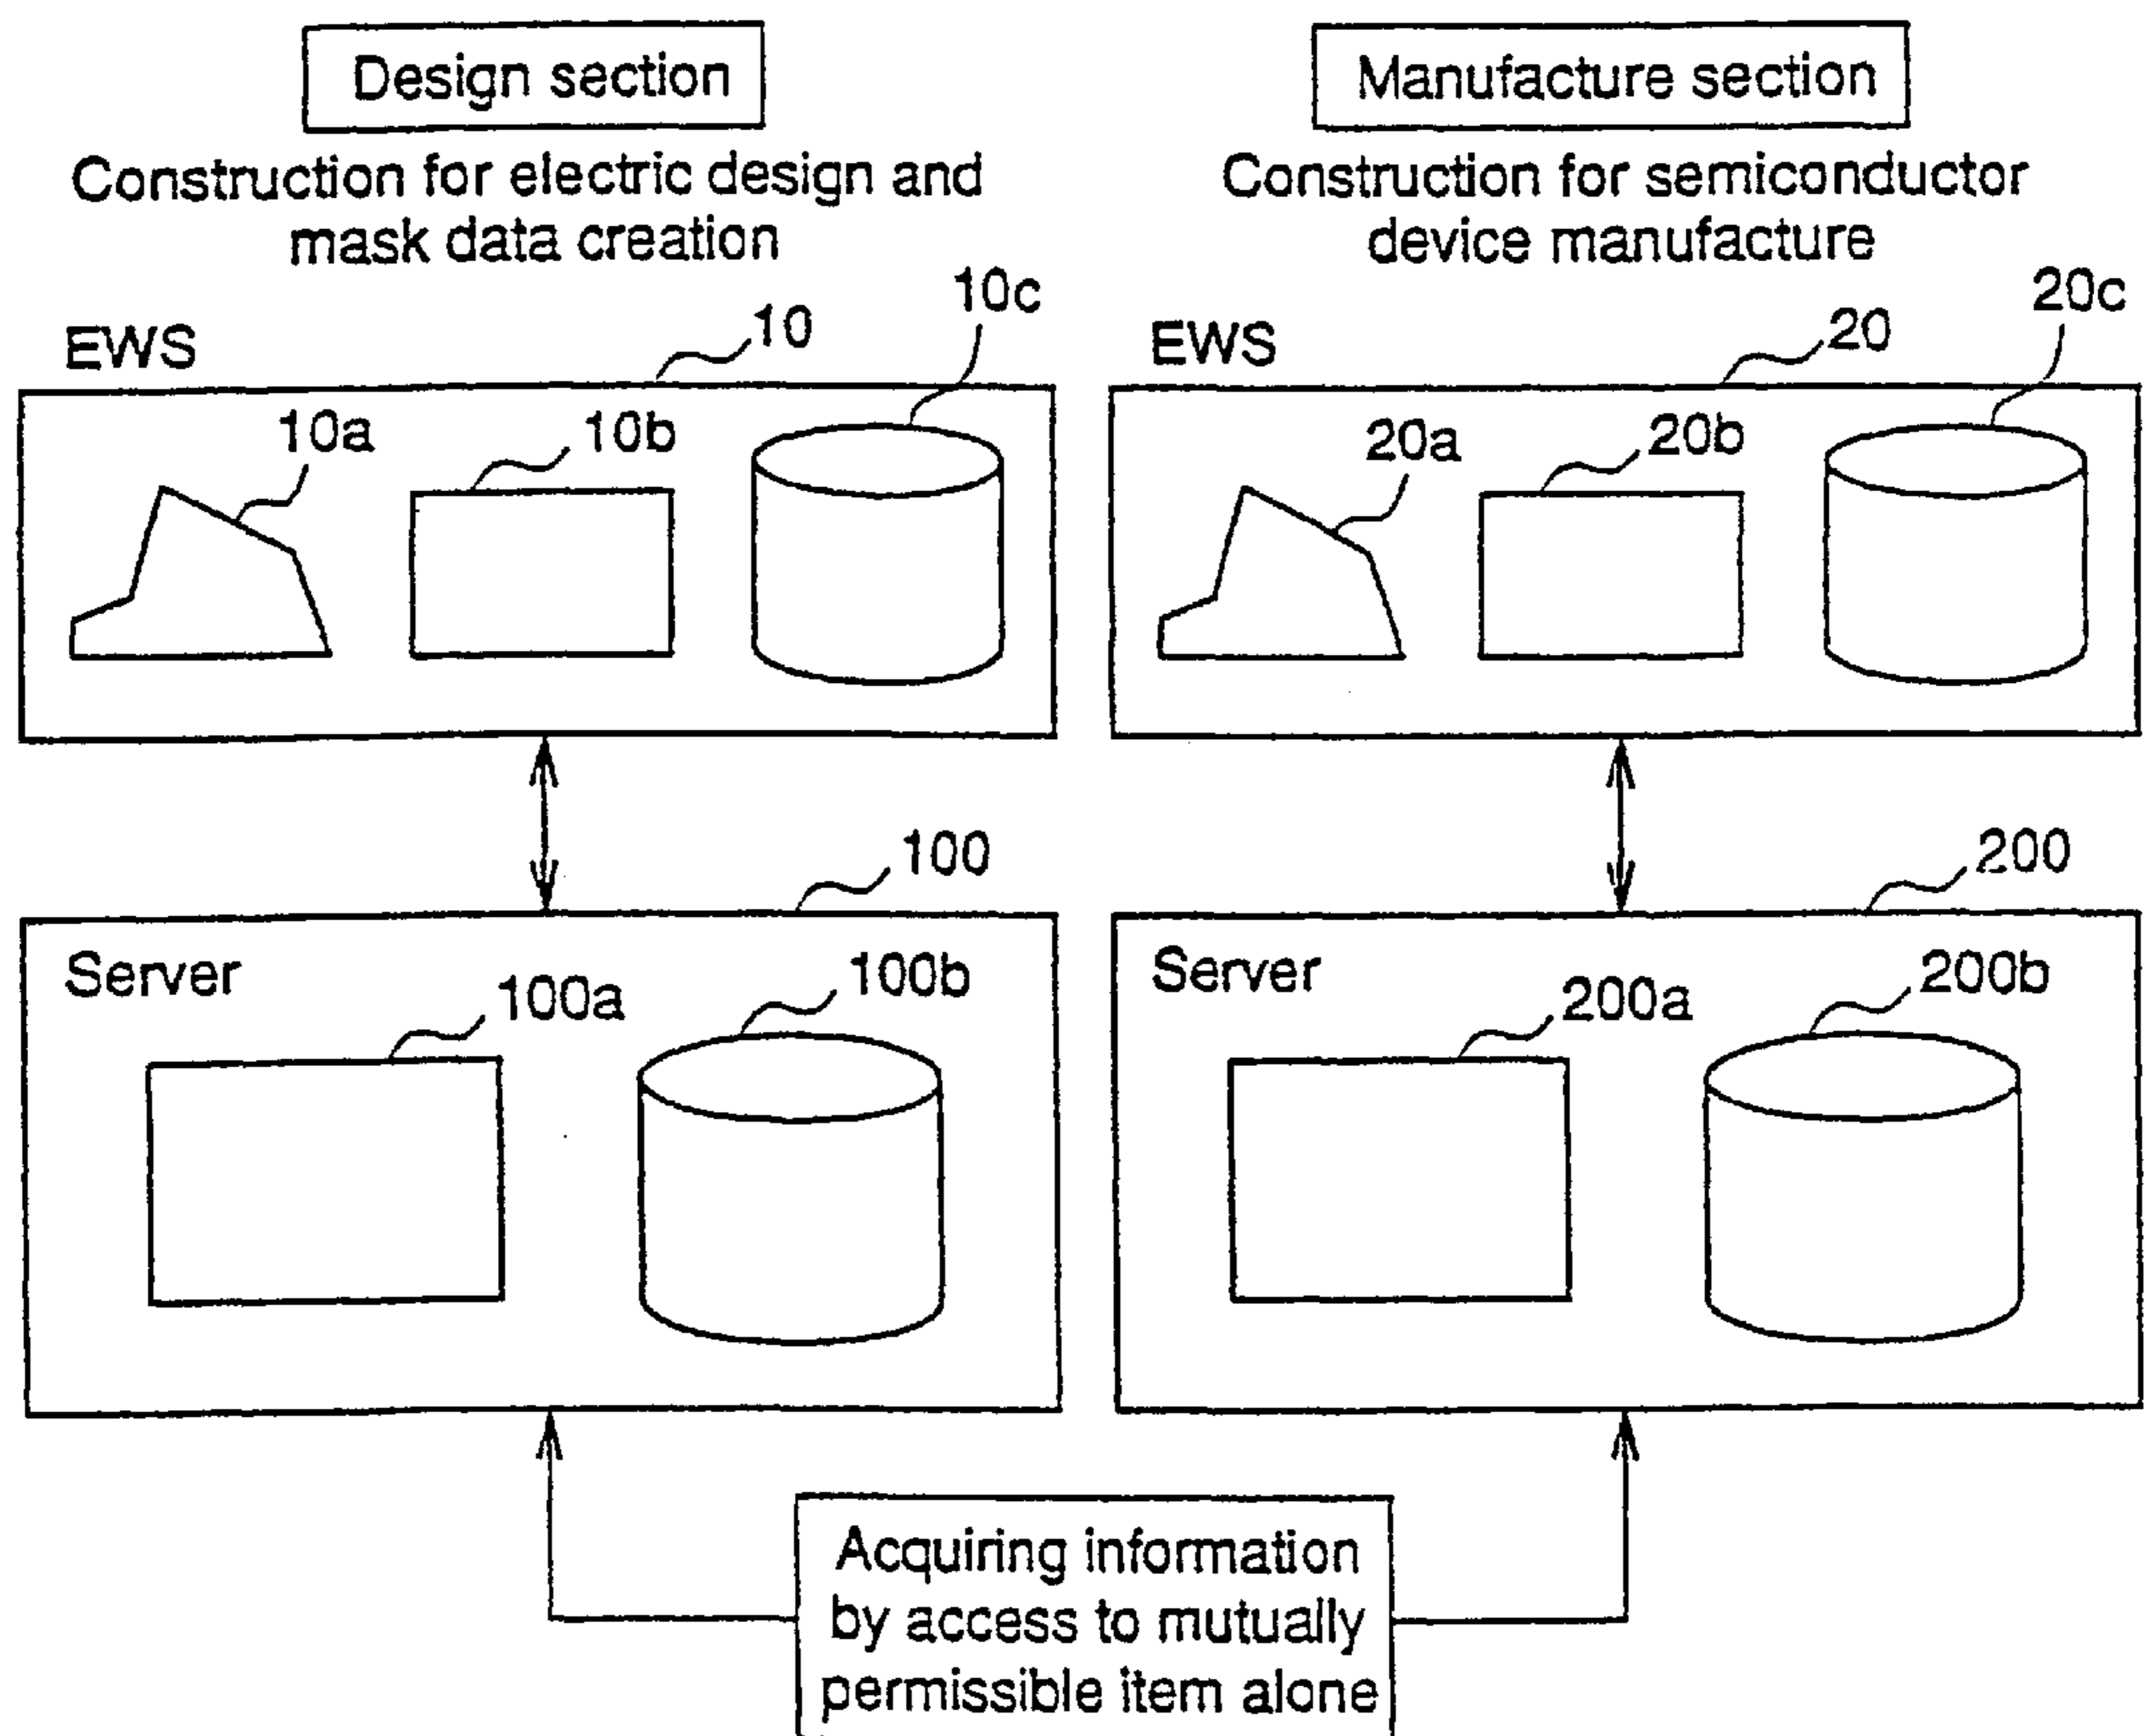 Design section
Construction for electric design and
mask data creation
Manufacture section
Construction for semiconductor
device manufacture
EWS
10
10c
10a
10b
EWS
20
20c
20a
20b
100
Server
100a
100b
200
Server
200a
200b
Acquiring information
by access to mutually
permissible item alone